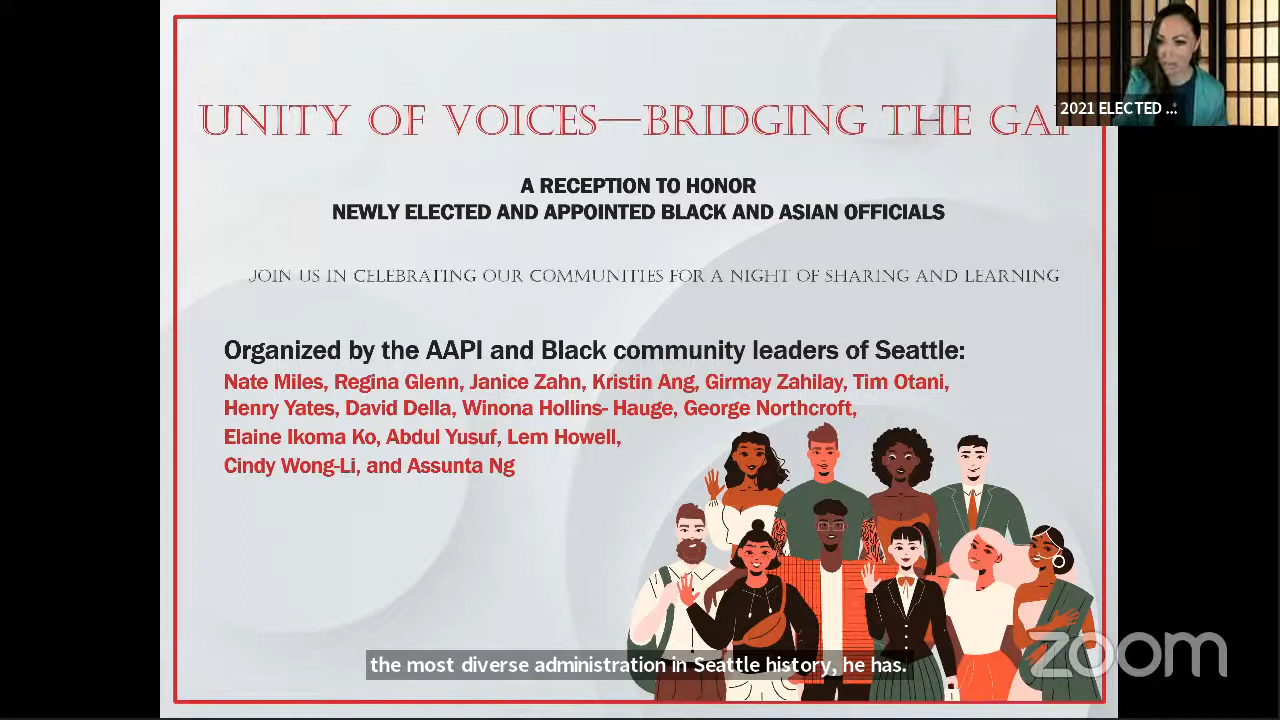 UNITY OF VOICES—BRIDGING THE GAP
2021 ELECTED ...
A RECEPTION TO HONOR
NEWLY ELECTED AND APPOINTED BLACK AND ASIAN OFFICIALS
JOIN US IN CELEBRATING OUR COMMUNITIES FOR A NIGHT OF SHARING AND LEARNING
Organized by the AAPI and Black community leaders of Seattle:
Nate Miles, Regina Glenn, Janice Zahn, Kristin Ang, Girmay Zahilay, Tim Otani,
Henry Yates, David Della, Winona Hollins- Hauge, George Northcroft,
Elaine Ikoma Ko, Abdul Yusuf, Lem Howell,
Cindy Wong-Li, and Assunta Ng
the most diverse administration in Seattle history, he has.
zoom